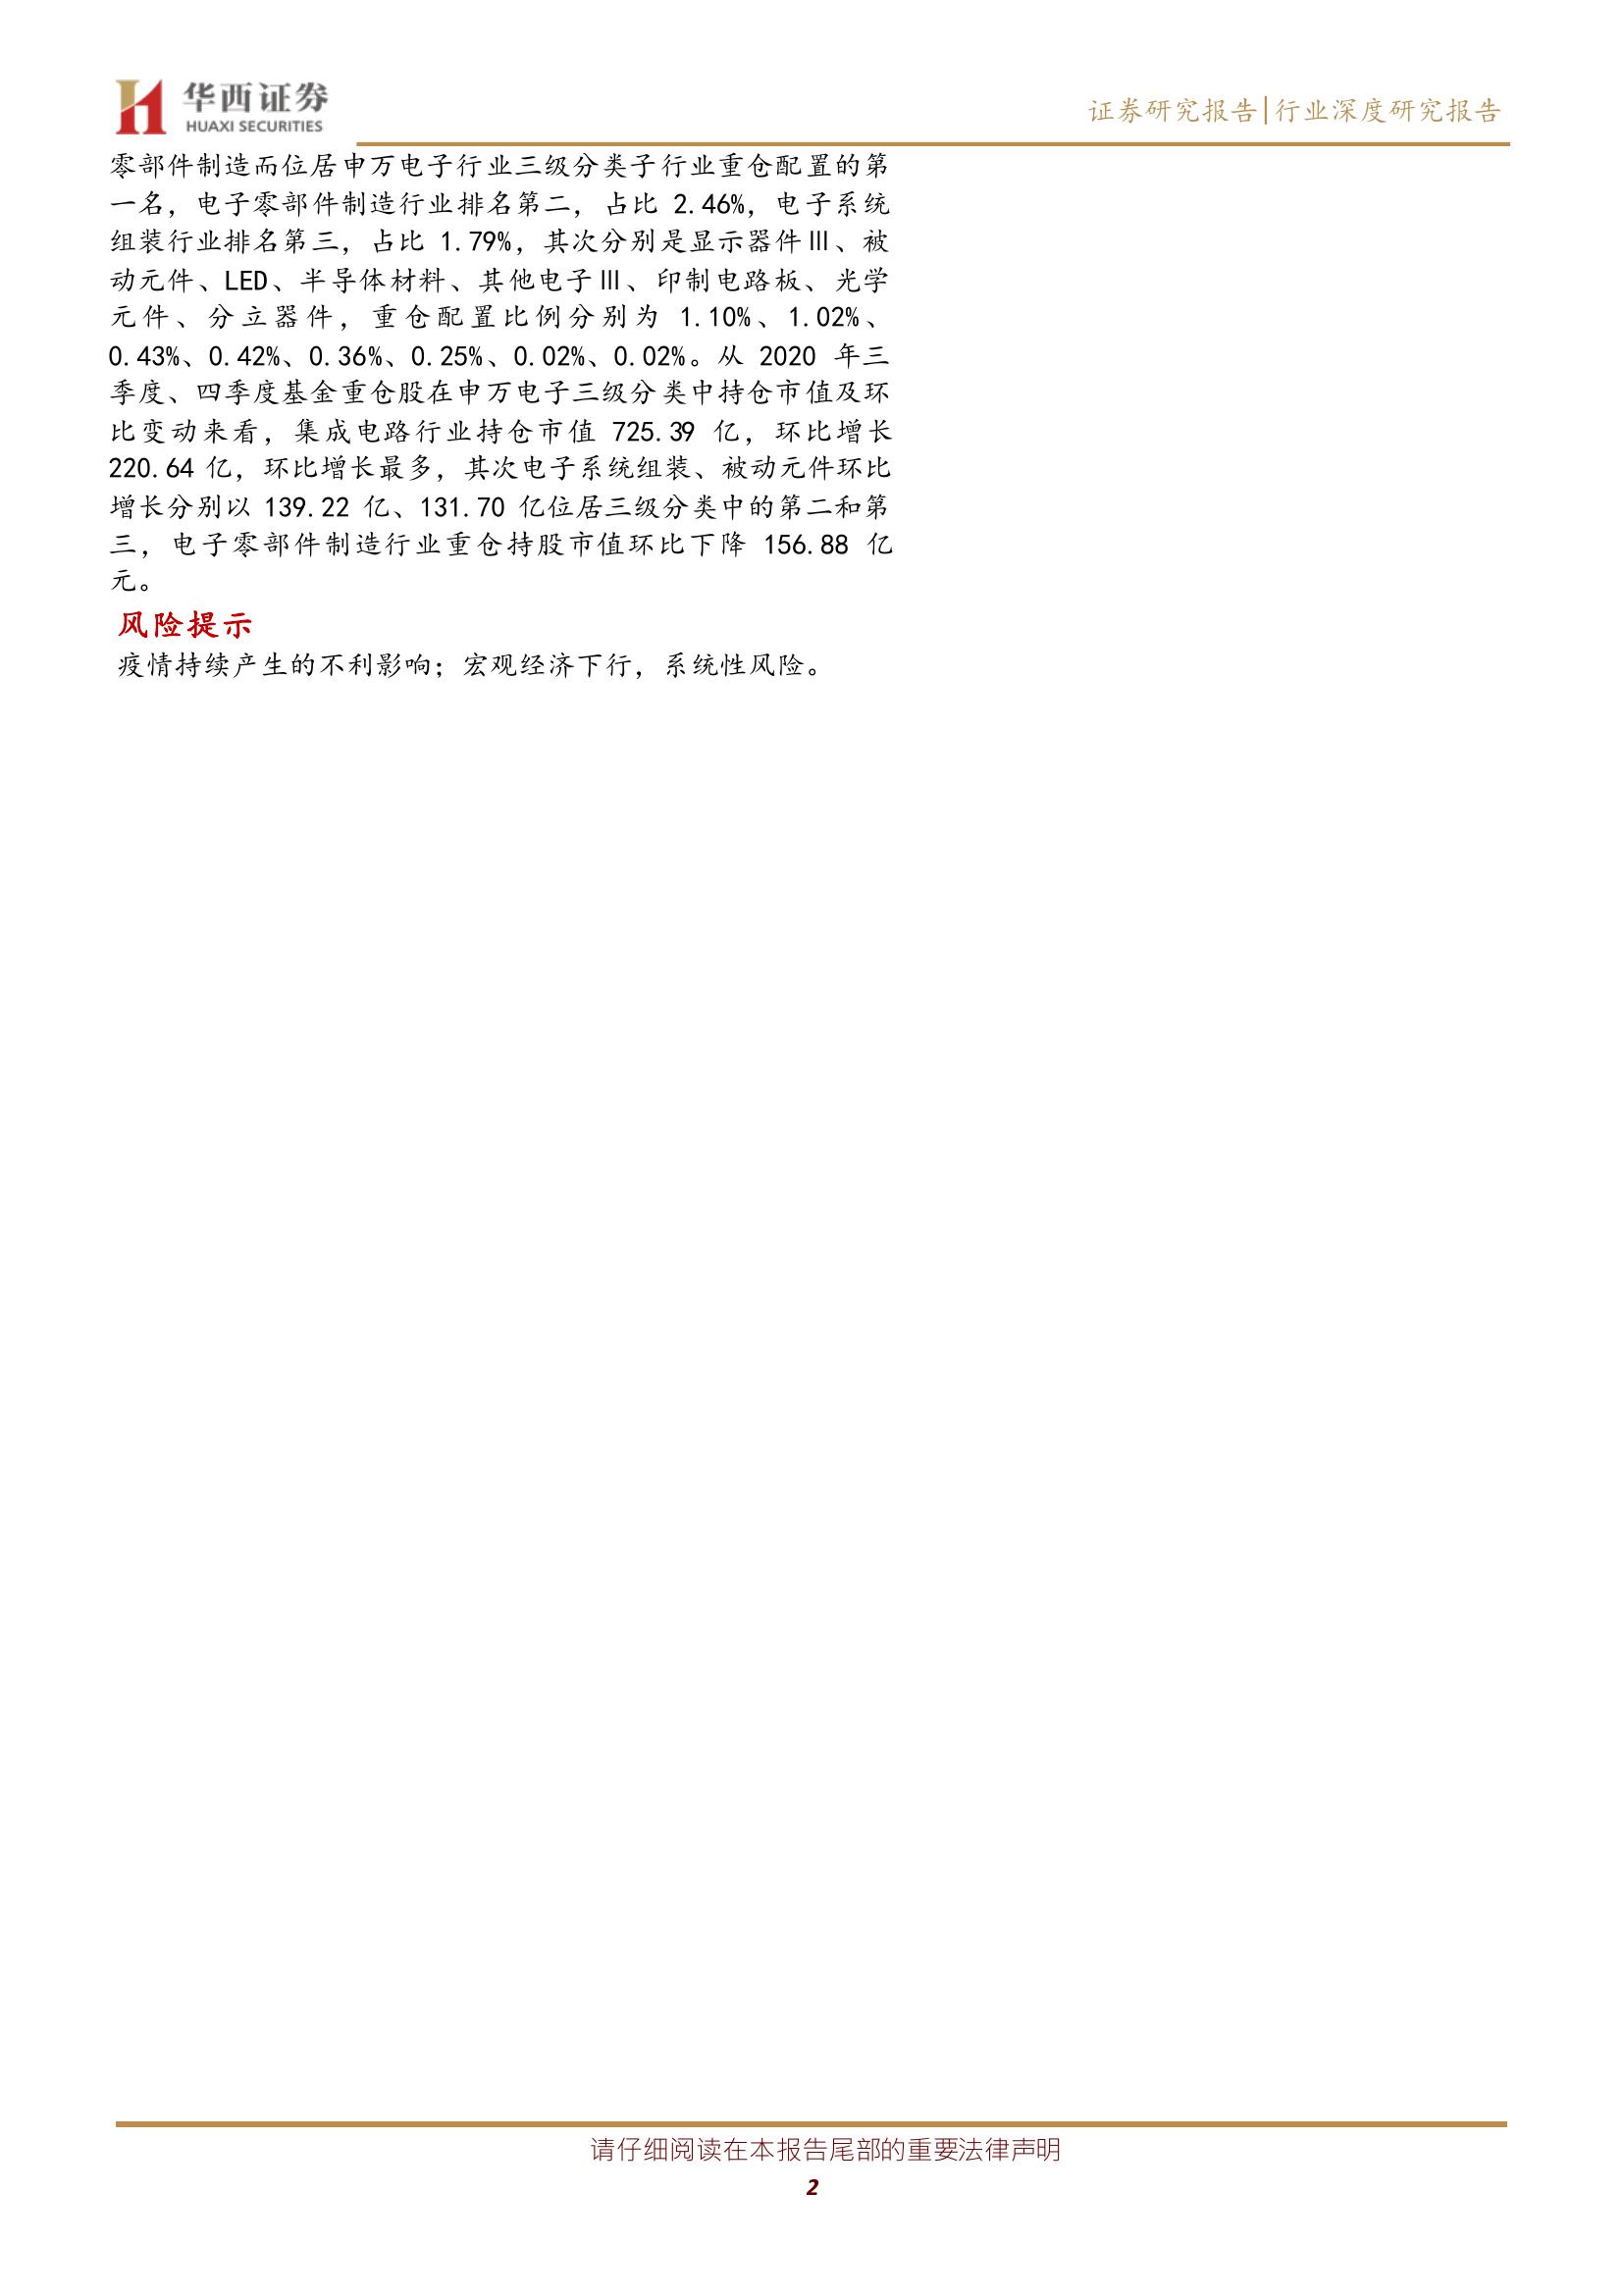 华西证券
HUAXI SECURITIES
证券研究报告|行业深度研究报告
零部件制造而位居申万电子行业三级分类子行业重仓配置的第
一名，电子零部件制造行业排名第二，占比 2.46%，电子系统
组装行业排名第三，占比 1.79%，其次分别是显示器件Ⅲ、被
动元件、LED、半导体材料、其他电子Ⅲ、印制电路板、光学
元件、分立器件，重仓配置比例分别为 1.10%、1.02%、
0.43%、0.42%、0.36%、0.25%、0.02%、0.02%。从 2020 年三
季度、四季度基金重仓股在申万电子三级分类中持仓市值及环
比变动来看，集成电路行业持仓市值 725.39 亿，环比增长
220.64 亿，环比增长最多，其次电子系统组装、被动元件环比
增长分别以 139.22 亿、131.70 亿位居三级分类中的第二和第
三，电子零部件制造行业重仓持股市值环比下降 156.88 亿
元。
风险提示
疫情持续产生的不利影响；宏观经济下行，系统性风险。
请仔细阅读在本报告尾部的重要法律声明
2